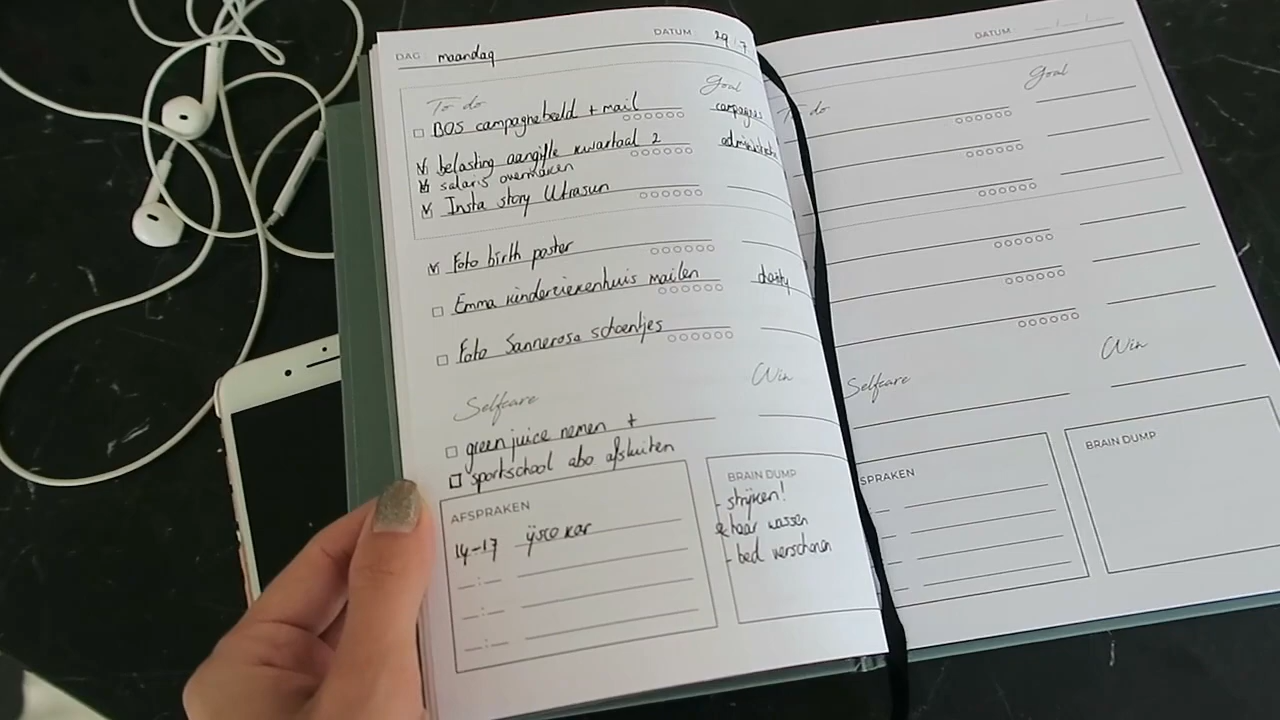 DAG: maandag DATUM 29 / 7
To do Goal
BOS campagnebeeld + mail campagnes
belasting aangifte kwartaal 2 administratie
salaris overmaken
Insta story Ultrasun
Foto birth poster
Emma kinderziekenhuis mailen charity
Foto Sannerosa schoentjes
Selfcare Win
green juice nemen +
sportschool abo afsluiten
AFSPRAKEN
14-17 ijscokar
BRAIN DUMP
- strijken!
& haar wassen
- bed verschonen
DATUM
To do Goal
Selfcare Win
SPRAKEN
BRAIN DUMP